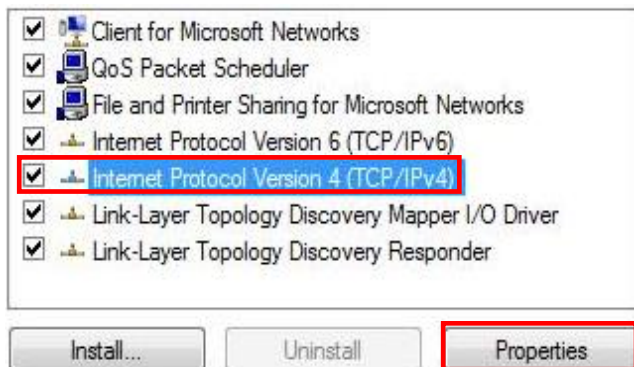 Client for Microsoft Networks
QoS Packet Scheduler
File and Printer Sharing for Microsoft Networks
Internet Protocol Version 6 (TCP/IPv6)
Internet Protocol Version 4 (TCP/IPv4)
Link-Layer Topology Discovery Mapper I/O Driver
Link-Layer Topology Discovery Responder
Install... Uninstall Properties